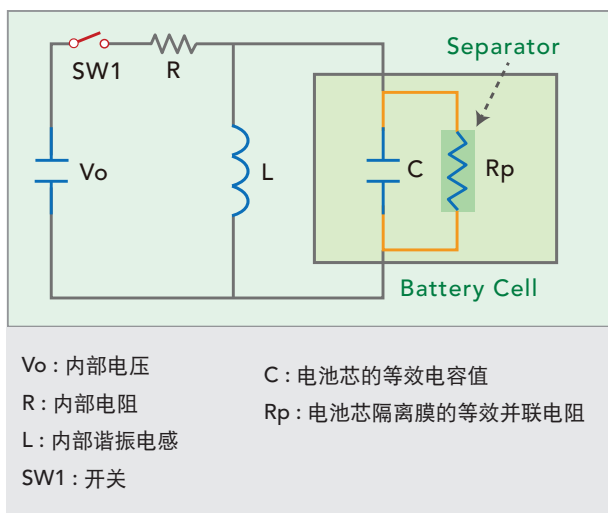 Separator
SW1
R
Vo
L
C
Rp
Battery Cell
Vo : 内部电压
R : 内部电阻
L : 内部谐振电感
SW1 : 开关
C : 电池芯的等效电容值
Rp : 电池芯隔离膜的等效并联电阻